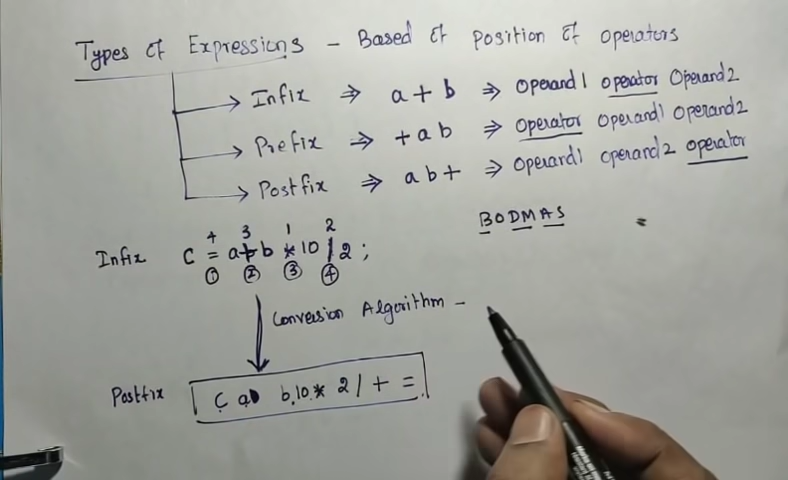 Types of Expressions - Based of position of operators
Infix ⇒ a + b ⇒ operand1 operator operand2
Prefix ⇒ + a b ⇒ operator operand1 operand2
Postfix ⇒ a b + ⇒ operand1 operand2 operator
BODMAS =
4 3 1 2
Infix C = a + b * 10 / 2 ;
① ② ③ ④
Conversion Algorithm -
Postfix C a b, 10 * 2 / + =